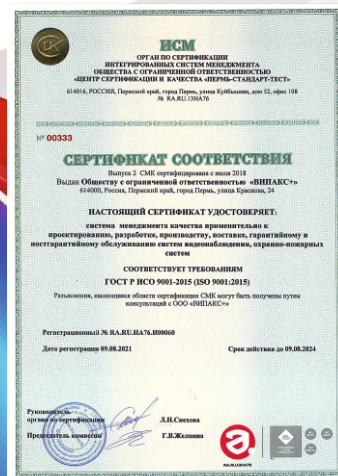 ИСМ
ОРГАН ПО СЕРТИФИКАЦИИ
ИНТЕГРИРОВАННЫХ СИСТЕМ МЕНЕДЖМЕНТА
ОБЩЕСТВА С ОГРАНИЧЕННОЙ ОТВЕТСТВЕННОСТЬЮ
«ЦЕНТР СЕРТИФИКАЦИИ И КАЧЕСТВА «ПЕРМЬ-СТАНДАРТ-ТЕСТ»
614016, РОССИЯ, Пермский край, город Пермь, улица Куйбышева, дом 52, офис 108
№ RA.RU.13НА76
№ 00333
СЕРТИФИКАТ СООТВЕТСТВИЯ
Выпуск 2 СМК сертифицирована с июля 2018
Выдан Обществу с ограниченной ответственностью «ВИПАКС+»
614000, Россия, Пермский край, город Пермь, улица Краснова, 24
НАСТОЯЩИЙ СЕРТИФИКАТ УДОСТОВЕРЯЕТ:
система менеджмента качества применительно к
проектированию, разработке, производству, поставке, гарантийному и
постгарантийному обслуживанию систем видеонаблюдения, охранно-пожарных
систем
СООТВЕТСТВУЕТ ТРЕБОВАНИЯМ
ГОСТ Р ИСО 9001-2015 (ISO 9001:2015)
Разъяснения, касающиеся области сертификации СМК могут быть получены путем
консультаций с ООО «ВИПАКС+»
Регистрационный № RA.RU.НА76.И00060
Дата регистрации 09.08.2021 Срок действия до 09.08.2024
Руководитель
органа по сертификации Л.Н.Снехова
Председатель комиссии Г.В.Желнина
RA.RU.13НА76